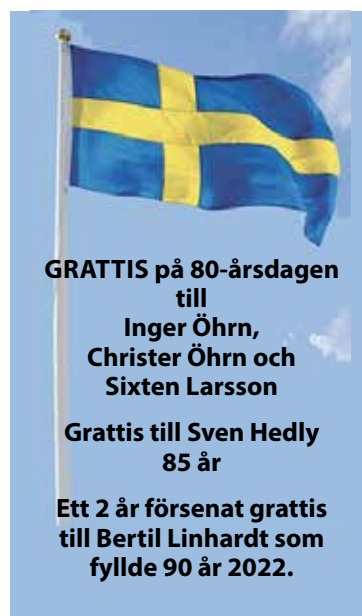 GRATTIS på 80-årsdagen
till
Inger Öhrn,
Christer Öhrn och
Sixten Larsson
Grattis till Sven Hedly
85 år
Ett 2 år försenat grattis
till Bertil Linhardt som
fyllde 90 år 2022.